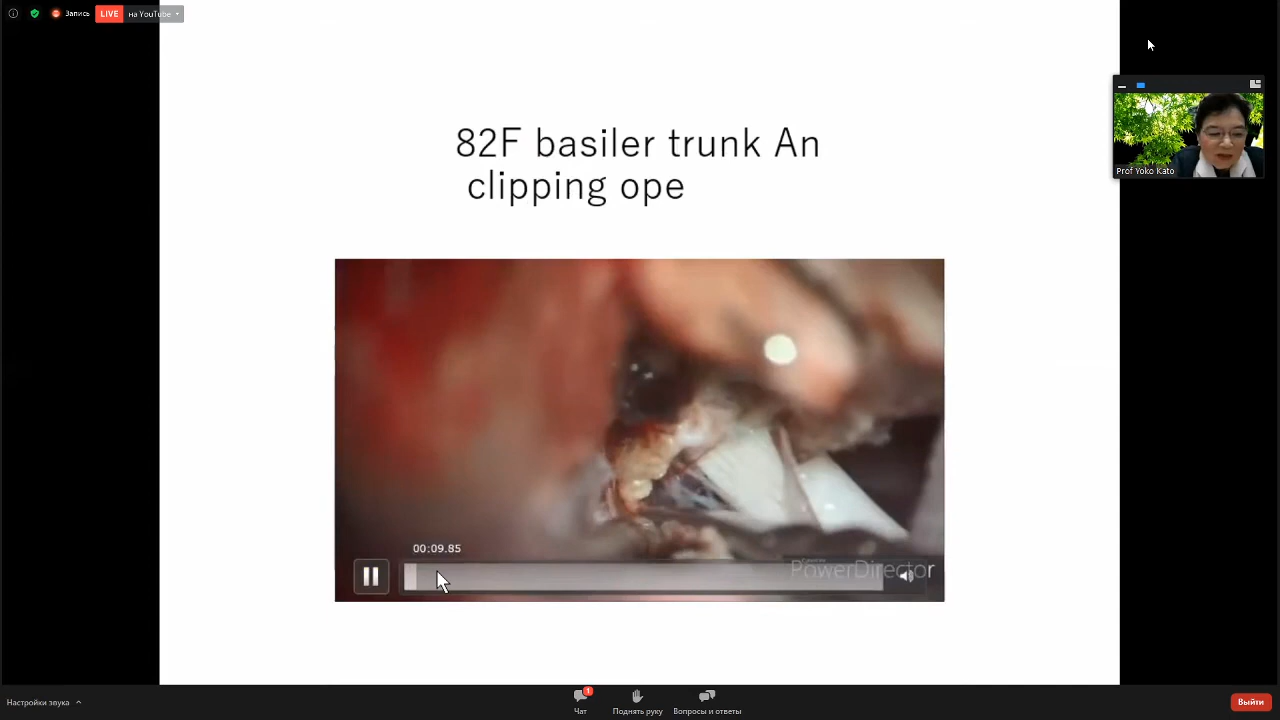 Запись
LIVE
на YouTube
82F basiler trunk An
clipping ope
Prof Yoko Kato
00:09.85
PowerDirector
Настройки звука
1
Чат
Поднять руку
Вопросы и ответы
Выйти